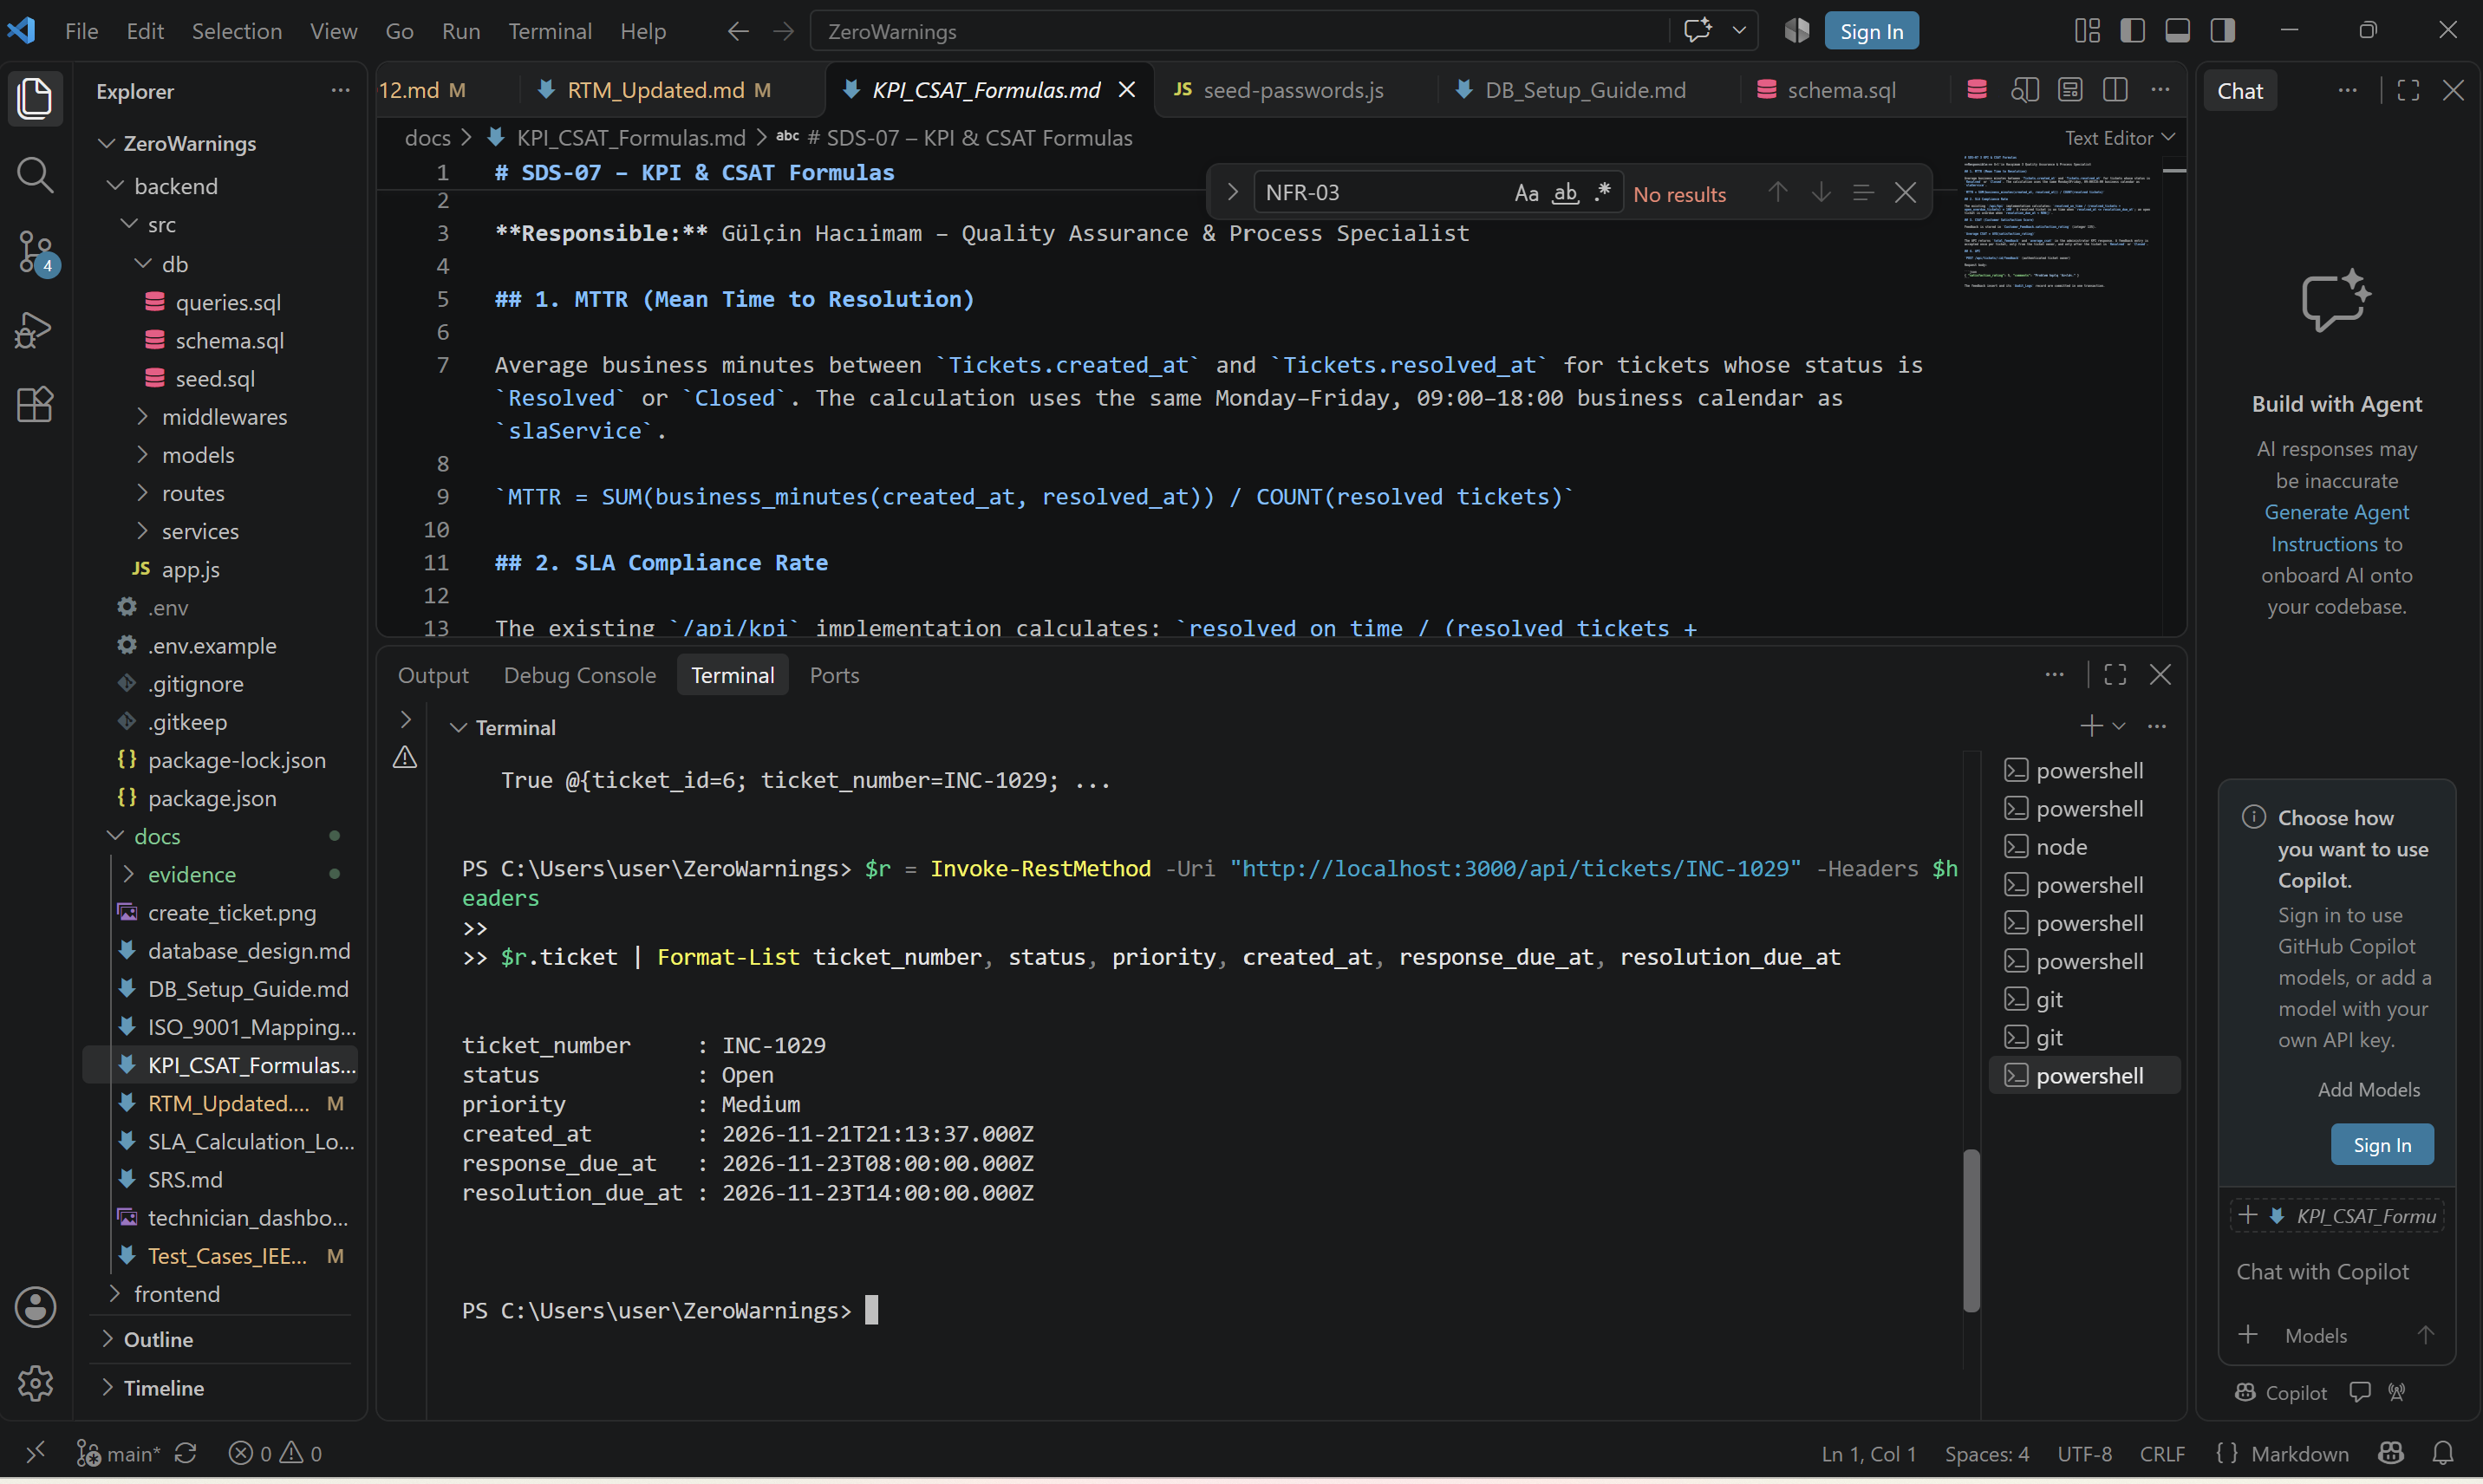 File Edit Selection View Go Run Terminal Help
ZeroWarnings
Sign In
Explorer
ZeroWarnings
backend
src
db
queries.sql
schema.sql
seed.sql
middlewares
models
routes
services
JS app.js
.env
.env.example
.gitignore
.gitkeep
{} package-lock.json
{} package.json
docs
evidence
create_ticket.png
database_design.md
DB_Setup_Guide.md
ISO_9001_Mapping...
KPI_CSAT_Formulas...
RTM_Updated.... M
SLA_Calculation_Lo...
SRS.md
technician_dashbo...
Test_Cases_IEE... M
frontend
Outline
Timeline
4
12.md M
RTM_Updated.md M
KPI_CSAT_Formulas.md
JS seed-passwords.js
DB_Setup_Guide.md
schema.sql
docs > KPI_CSAT_Formulas.md > abc # SDS-07 – KPI & CSAT Formulas
Text Editor
NFR-03
Aa ab .*
No results
1 # SDS-07 – KPI & CSAT Formulas
2
3 **Responsible:** Gülçin Hacıimam – Quality Assurance & Process Specialist
4
5 ## 1. MTTR (Mean Time to Resolution)
6
7 Average business minutes between `Tickets.created_at` and `Tickets.resolved_at` for tickets whose status is
`Resolved` or `Closed`. The calculation uses the same Monday–Friday, 09:00–18:00 business calendar as
`slaService`.
8
9 `MTTR = SUM(business_minutes(created_at, resolved_at)) / COUNT(resolved tickets)`
10
11 ## 2. SLA Compliance Rate
12
13 The existing `/api/kpi` implementation calculates: `resolved on time / (resolved tickets +
Output Debug Console Terminal Ports
Terminal
True @{ticket_id=6; ticket_number=INC-1029; ...
PS C:\Users\user\ZeroWarnings> $r = Invoke-RestMethod -Uri "http://localhost:3000/api/tickets/INC-1029" -Headers $h
eaders
>>
>> $r.ticket | Format-List ticket_number, status, priority, created_at, response_due_at, resolution_due_at
ticket_number : INC-1029
status : Open
priority : Medium
created_at : 2026-11-21T21:13:37.000Z
response_due_at : 2026-11-23T08:00:00.000Z
resolution_due_at : 2026-11-23T14:00:00.000Z
PS C:\Users\user\ZeroWarnings>
powershell
powershell
node
powershell
powershell
powershell
git
git
powershell
Chat
Build with Agent
AI responses may
be inaccurate
Generate Agent
Instructions to
onboard AI onto
your codebase.
Choose how
you want to use
Copilot.
Sign in to use
GitHub Copilot
models, or add a
model with your
own API key.
Add Models
Sign In
KPI_CSAT_Formu
Chat with Copilot
Models
Copilot
main* 0 0
Ln 1, Col 1 Spaces: 4 UTF-8 CRLF {} Markdown